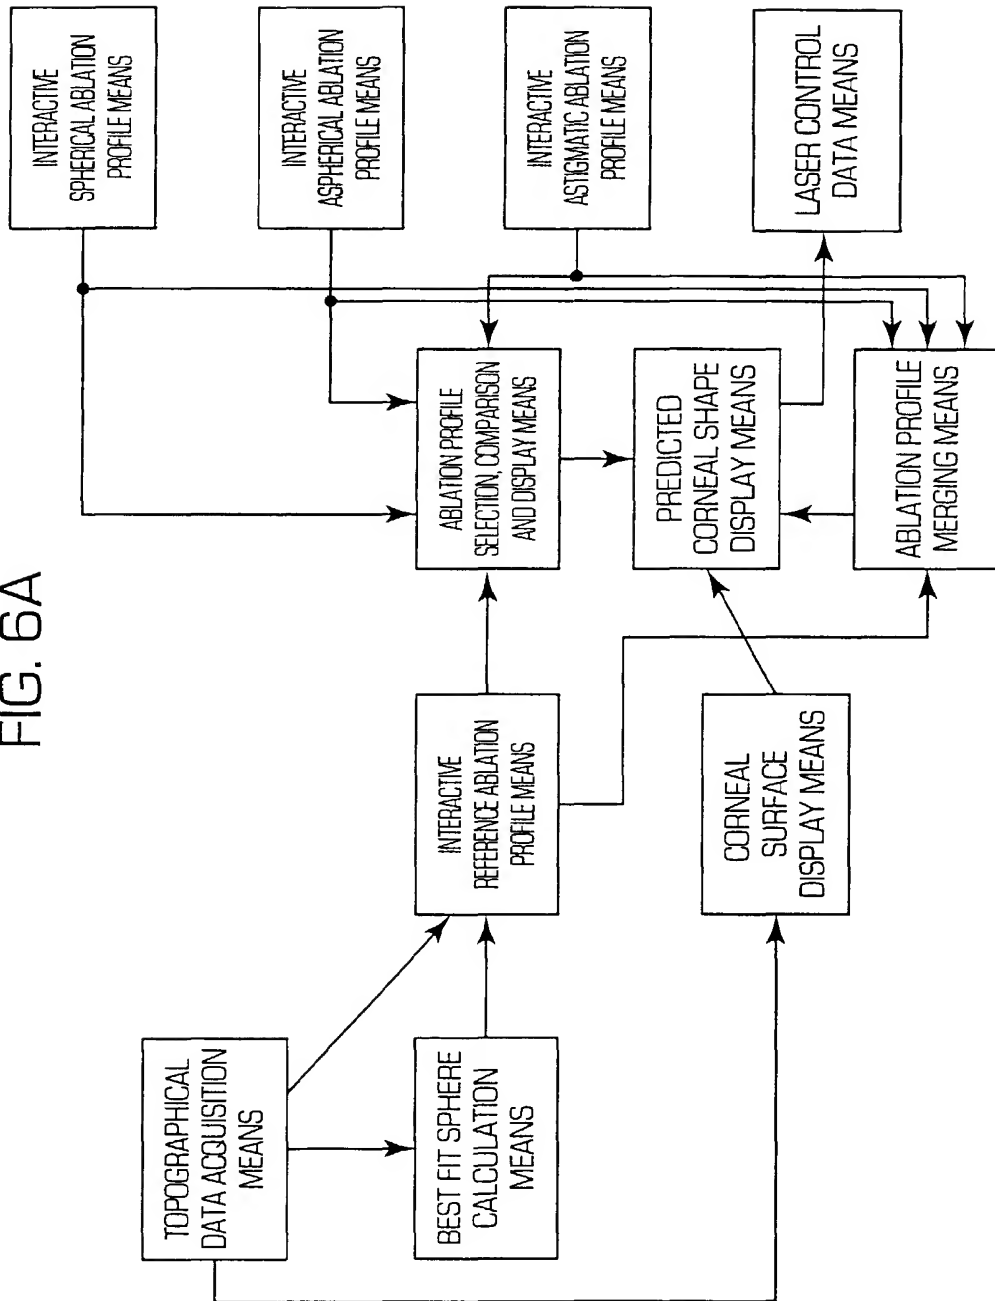 FIG. 6A
TOPOGRAPHICAL
DATA ACQUISITION
MEANS
BEST FIT SPHERE
CALCULATION
MEANS
INTERACTIVE
REFERENCE ABLATION
PROFILE MEANS
CORNEAL
SURFACE
DISPLAY MEANS
ABLATION PROFILE
SELECTION, COMPARISON
AND DISPLAY MEANS
PREDICTED
CORNEAL SHAPE
DISPLAY MEANS
ABLATION PROFILE
MERGING MEANS
INTERACTIVE
SPHERICAL ABLATION
PROFILE MEANS
INTERACTIVE
ASPHERICAL ABLATION
PROFILE MEANS
INTERACTIVE
ASTIGMATIC ABLATION
PROFILE MEANS
LASER CONTROL
DATA MEANS